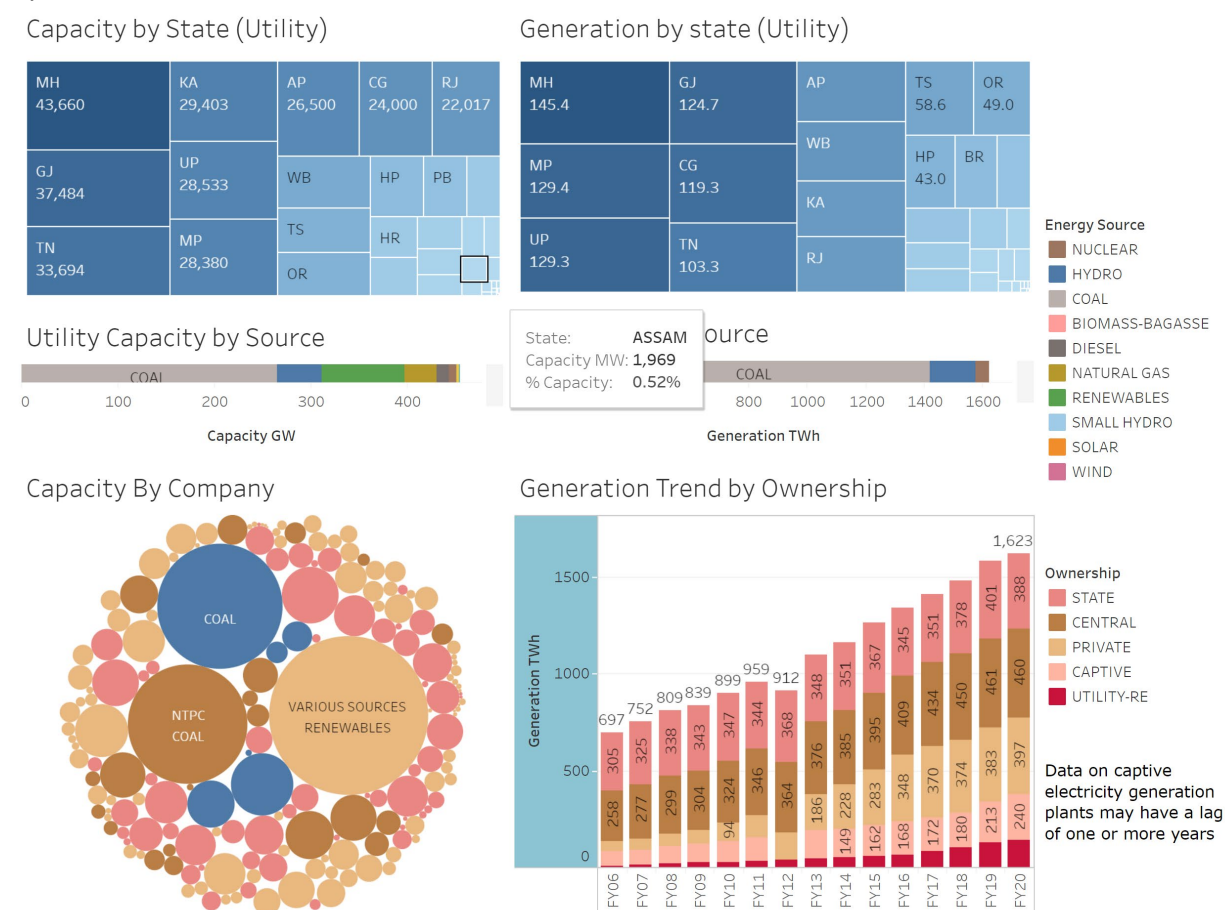 Capacity by State (Utility)
MH
43,660
KA
29,403
AP
26,500
CG
24,000
RJ
22,017
GJ
37,484
UP
28,533
WB
HP
PB
TS
HR
TN
33,694
MP
28,380
OR
Generation by state (Utility)
MH
145.4
GJ
124.7
AP
TS
58.6
OR
49.0
MP
129.4
CG
119.3
WB
HP
43.0
BR
KA
UP
129.3
TN
103.3
RJ
Utility Capacity by Source
COAL
0 100 200 300 400
Capacity GW
State: ASSAM
Capacity MW: 1,969
% Capacity: 0.52%
ource
COAL
800 1000 1200 1400 1600
Generation TWh
Energy Source
NUCLEAR
HYDRO
COAL
BIOMASS-BAGASSE
DIESEL
NATURAL GAS
RENEWABLES
SMALL HYDRO
SOLAR
WIND
Capacity By Company
COAL
NTPC
COAL
VARIOUS SOURCES
RENEWABLES
Generation Trend by Ownership
Generation TWh
1500
1000
500
0
697 752 809 839 899 959 912 1,623
305 325 338 343 347 344 368 348 351 367 345 351 378 401 388
258 277 299 304 324 346 364 376 385 395 409 434 450 461 460
94 186 228 283 348 370 374 383 397
149 162 168 172 180 213 240
FY06 FY07 FY08 FY09 FY10 FY11 FY12 FY13 FY14 FY15 FY16 FY17 FY18 FY19 FY20
Ownership
STATE
CENTRAL
PRIVATE
CAPTIVE
UTILITY-RE
Data on captive
electricity generation
plants may have a lag
of one or more years